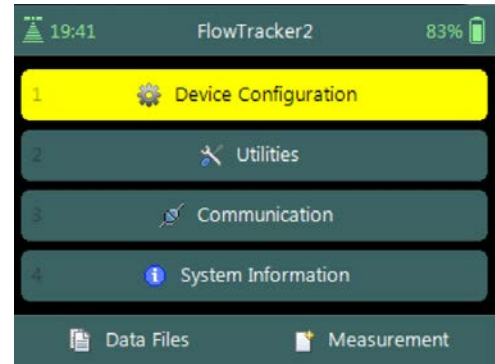 19:41 FlowTracker2 83%
1 Device Configuration
2 Utilities
3 Communication
4 System Information
Data Files Measurement